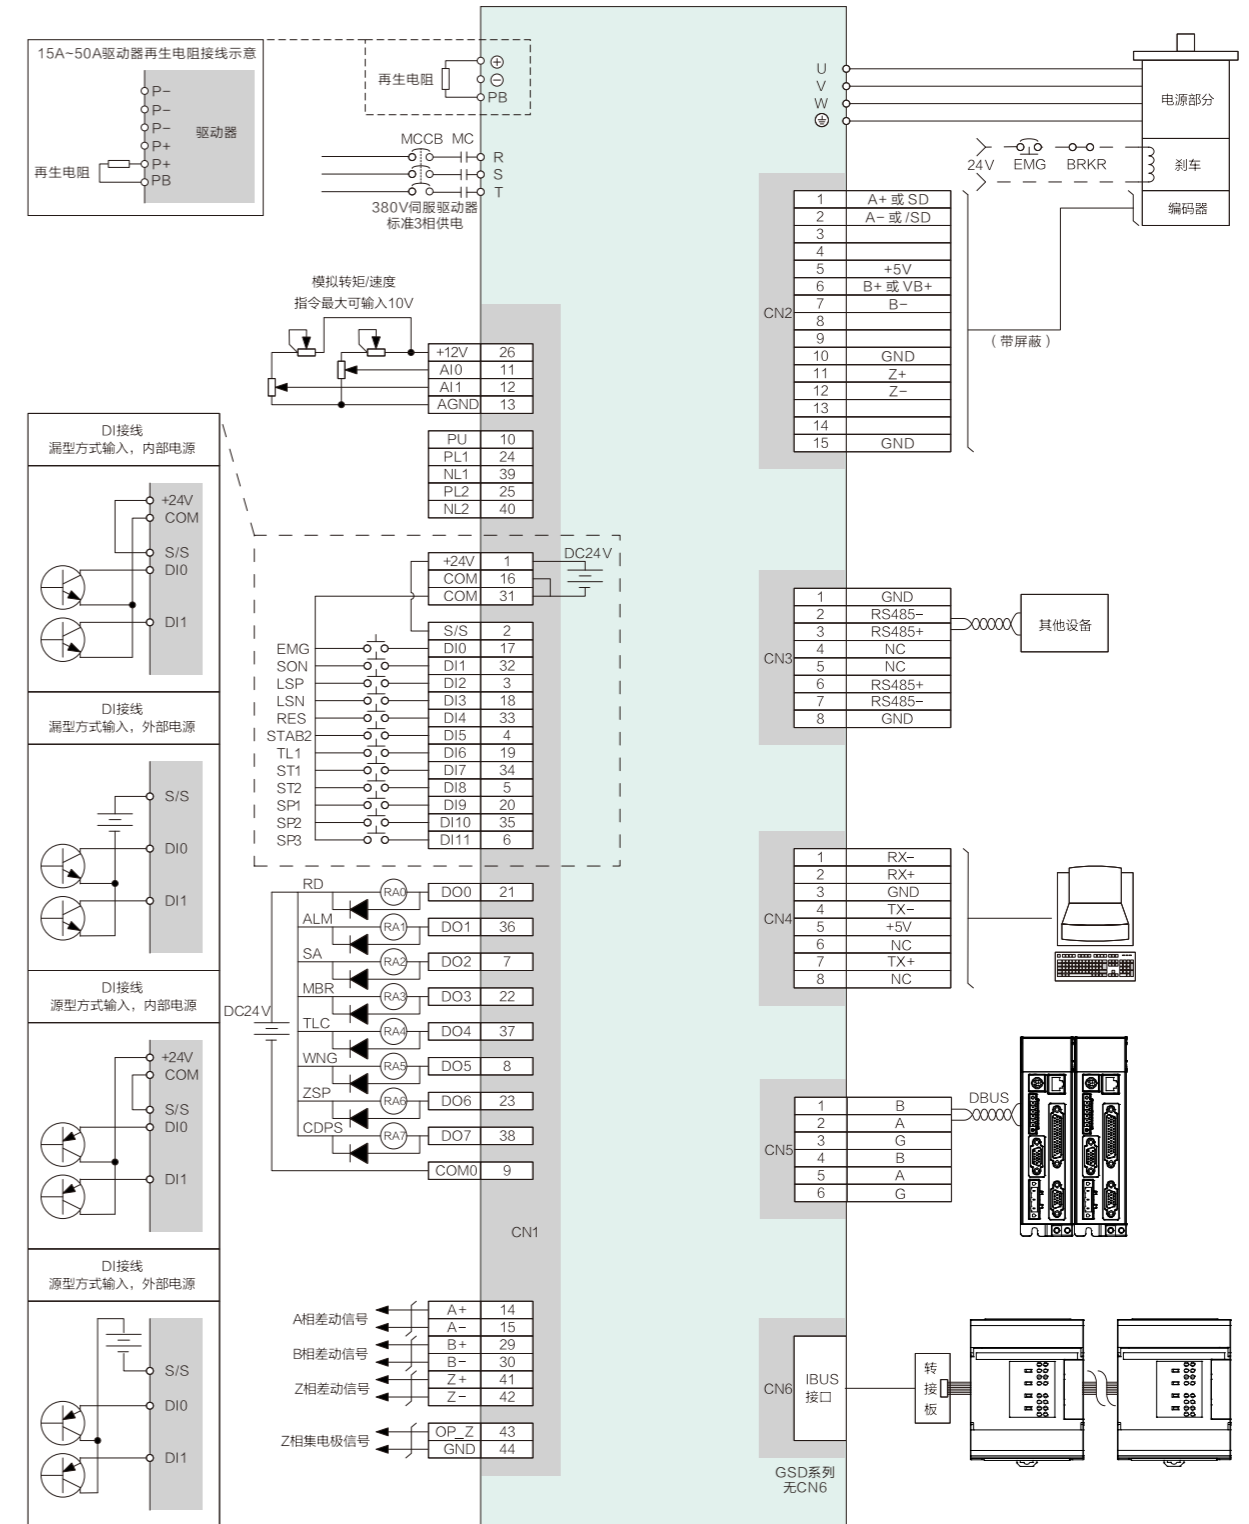 15A~50A驱动器再生电阻接线示意
P−
P−
P−
P+
P+
PB
驱动器
再生电阻
再生电阻
⊕
⊖
PB
MCCB MC
R
S
T
380V伺服驱动器
标准3相供电
U
V
W
电源部分
24V
EMG
BRKR
刹车
编码器
CN2
1 A+ 或 SD
2 A− 或 /SD
3
4
5 +5V
6 B+ 或 VB+
7 B−
8
9
10 GND
11 Z+
12 Z−
13
14
15 GND
（带屏蔽）
模拟转矩/速度
指令最大可输入10V
+12V 26
AI0 11
AI1 12
AGND 13
PU 10
PL1 24
NL1 39
PL2 25
NL2 40
DI接线
漏型方式输入，内部电源
+24V
COM
S/S
DI0
DI1
DI接线
漏型方式输入，外部电源
S/S
DI0
DI1
DI接线
源型方式输入，内部电源
+24V
COM
S/S
DI0
DI1
DI接线
源型方式输入，外部电源
S/S
DI0
DI1
+24V 1
COM 16
COM 31
DC24V
S/S 2
EMG DI0 17
SON DI1 32
LSP DI2 3
LSN DI3 18
RES DI4 33
STAB2 DI5 4
TL1 DI6 19
ST1 DI7 34
ST2 DI8 5
SP1 DI9 20
SP2 DI10 35
SP3 DI11 6
DC24V
RD RA0 DO0 21
ALM RA1 DO1 36
SA RA2 DO2 7
MBR RA3 DO3 22
TLC RA4 DO4 37
WNG RA5 DO5 8
ZSP RA6 DO6 23
CDPS RA7 DO7 38
COM0 9
CN1
A相差动信号
A+ 14
A− 15
B相差动信号
B+ 29
B− 30
Z相差动信号
Z+ 41
Z− 42
Z相集电极信号
OP_Z 43
GND 44
CN3
1 GND
2 RS485−
3 RS485+
4 NC
5 NC
6 RS485+
7 RS485−
8 GND
其他设备
CN4
1 RX−
2 RX+
3 GND
4 TX−
5 +5V
6 NC
7 TX+
8 NC
CN5
1 B
2 A
3 G
4 B
5 A
6 G
DBUS
CN6
IBUS
接口
转
接
板
GSD系列
无CN6